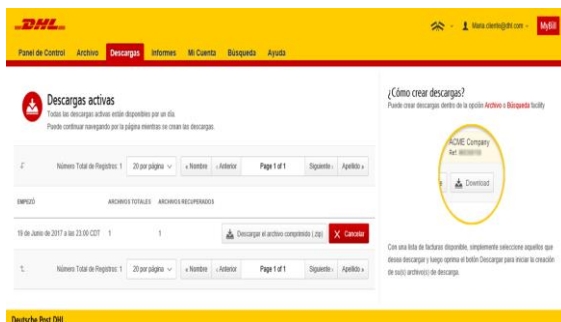 DHL
Maria.cliente@dhl.com
MyBill
Panel de Control Archivo Descargas Informes Mi Cuenta Búsqueda Ayuda
Descargas activas
Todas las descargas activas están disponibles por un día.
Puede continuar navegando por la página mientras se crean las descargas.
Número Total de Registros: 1 20 por página « Nombre ‹ Anterior Page 1 of 1 Siguiente › Apellido »
EMPEZÓ ARCHIVOS TOTALES ARCHIVOS RECUPERADOS
19 de Junio de 2017 a las 23:00 CDT 1 1 Descargar el archivo comprimido (.zip) X Cancelar
Número Total de Registros: 1 20 por página « Nombre ‹ Anterior Page 1 of 1 Siguiente › Apellido »
¿Cómo crear descargas?
Puede crear descargas dentro de la opción Archivo o Búsqueda facility
ACME Company
Ref:
Download
Con una lista de facturas disponible, simplemente seleccione aquellos que
desea descargar y luego oprima el botón Descargar para iniciar la creación
de su(s) archivo(s) de descarga.
Deutsche Post DHL